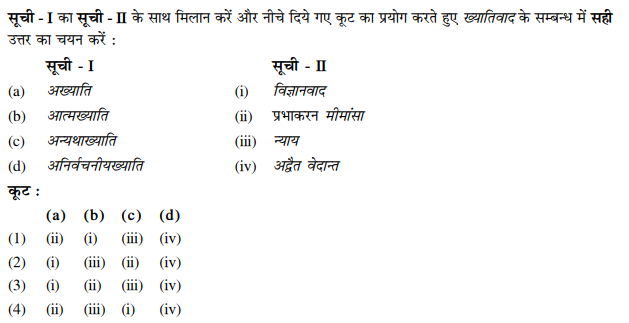 सूची - I का सूची - II के साथ मिलान करें और नीचे दिये गए कूट का प्रयोग करते हुए ख्यातिवाद के सम्बन्ध में सही
उत्तर का चयन करें :
सूची - I सूची - II
(a) अख्याति (i) विज्ञानवाद
(b) आत्मख्याति (ii) प्रभाकरन मीमांसा
(c) अन्यथाख्याति (iii) न्याय
(d) अनिर्वचनीयख्याति (iv) अद्वैत वेदान्त
कूट :
(a) (b) (c) (d)
(1) (ii) (i) (iii) (iv)
(2) (i) (iii) (ii) (iv)
(3) (i) (ii) (iii) (iv)
(4) (ii) (iii) (i) (iv)